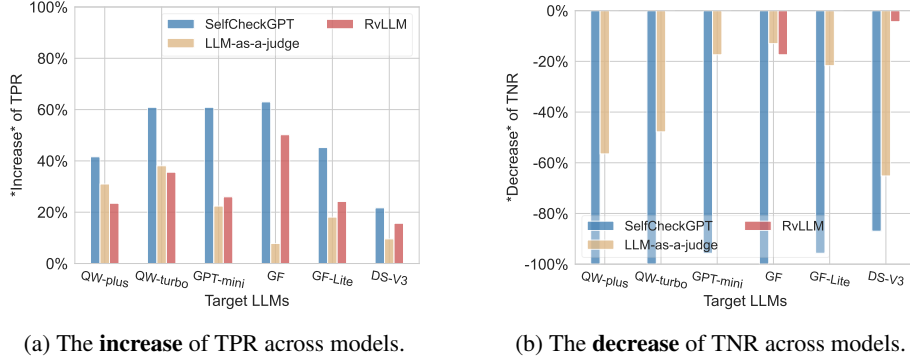 100%
80%
60%
40%
20%
0%
*Increase* of TPR
SelfCheckGPT
LLM-as-a-judge
RvLLM
QW-plus
QW-turbo
GPT-mini
GF
GF-Lite
DS-V3
Target LLMs
(a) The increase of TPR across models.
0%
-20%
-40%
-60%
-80%
-100%
*Decrease* of TNR
SelfCheckGPT
LLM-as-a-judge
RvLLM
QW-plus
QW-turbo
GPT-mini
GF
GF-Lite
DS-V3
Target LLMs
(b) The decrease of TNR across models.